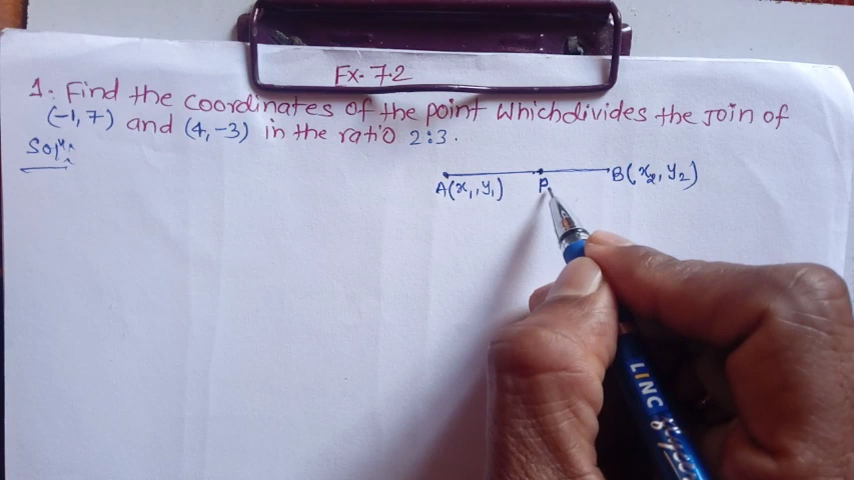 Ex-7.2
1. Find the coordinates of the point which divides the join of
(-1, 7) and (4, -3) in the ratio 2:3.
Solⁿ:
A(x₁, y₁) P B(x₂, y₂)
LINC